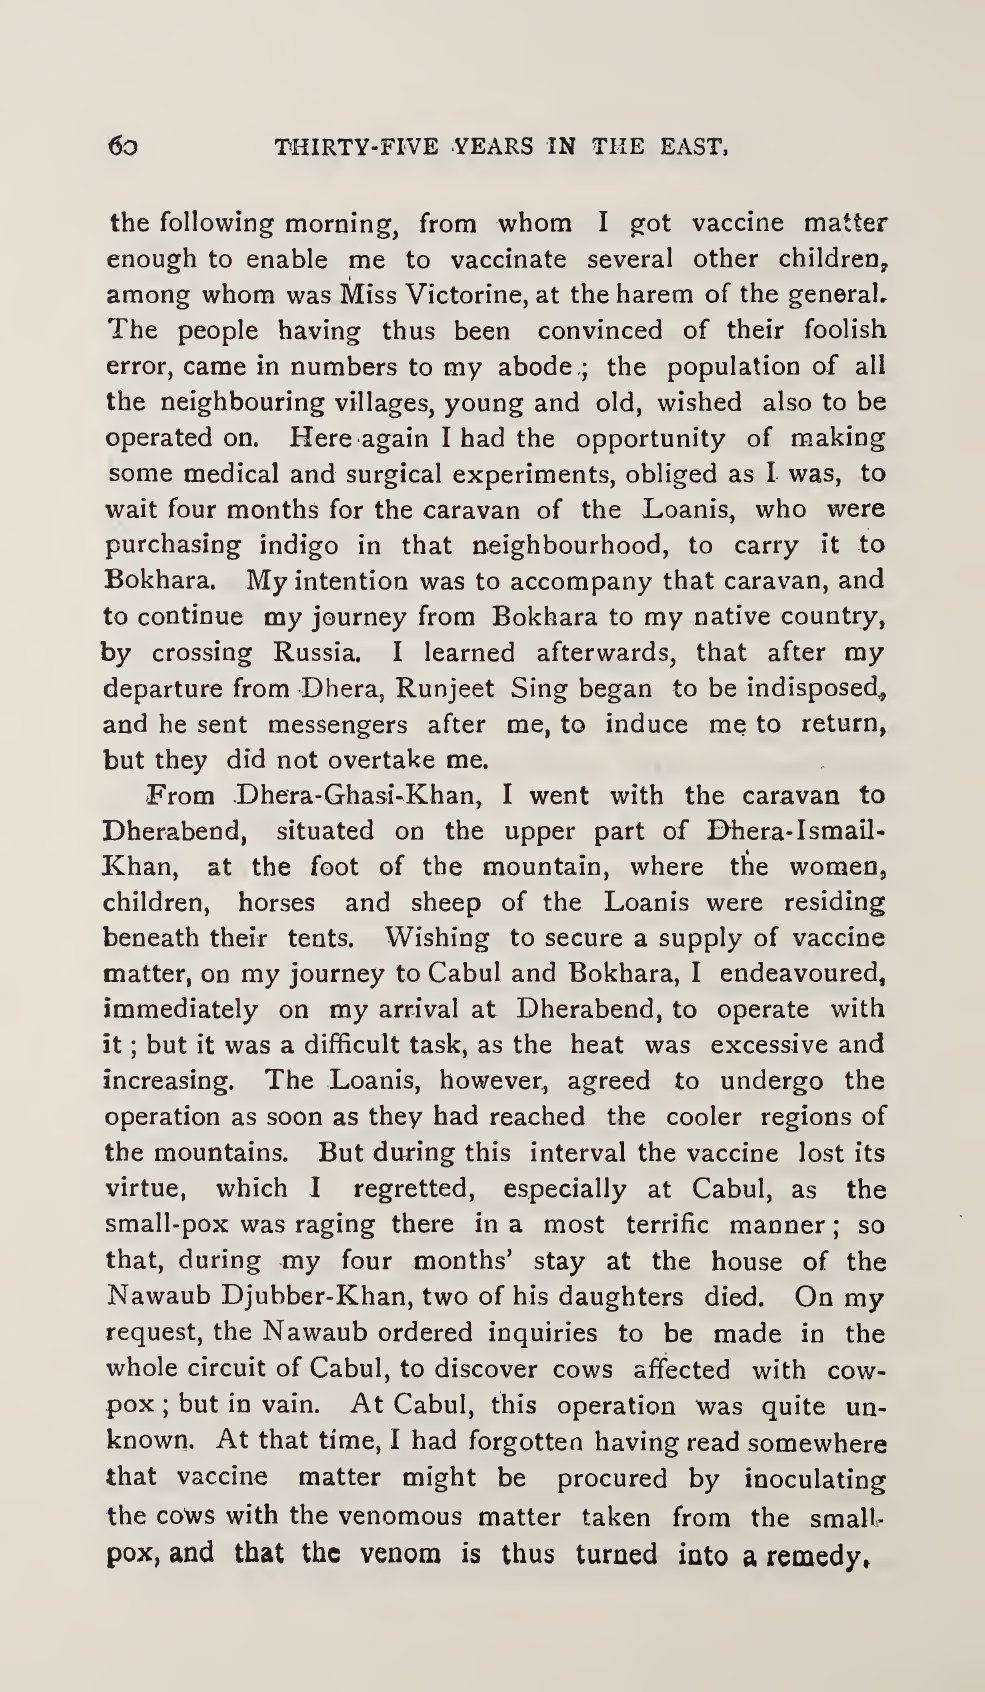 60 THIRTY-FIVE YEARS IN THE EAST.
the following morning, from whom I got vaccine matter
enough to enable me to vaccinate several other children,
among whom was Miss Victorine, at the harem of the general.
The people having thus been convinced of their foolish
error, came in numbers to my abode; the population of all
the neighbouring villages, young and old, wished also to be
operated on. Here again I had the opportunity of making
some medical and surgical experiments, obliged as I was, to
wait four months for the caravan of the Loanis, who were
purchasing indigo in that neighbourhood, to carry it to
Bokhara. My intention was to accompany that caravan, and
to continue my journey from Bokhara to my native country,
by crossing Russia. I learned afterwards, that after my
departure from Dhera, Runjeet Sing began to be indisposed,
and he sent messengers after me, to induce me to return,
but they did not overtake me.
From Dhera-Ghasi-Khan, I went with the caravan to
Dherabend, situated on the upper part of Dhera-Ismail-
Khan, at the foot of the mountain, where the women,
children, horses and sheep of the Loanis were residing
beneath their tents. Wishing to secure a supply of vaccine
matter, on my journey to Cabul and Bokhara, I endeavoured,
immediately on my arrival at Dherabend, to operate with
it ; but it was a difficult task, as the heat was excessive and
increasing. The Loanis, however, agreed to undergo the
operation as soon as they had reached the cooler regions of
the mountains. But during this interval the vaccine lost its
virtue, which I regretted, especially at Cabul, as the
small-pox was raging there in a most terrific manner ; so
that, during my four months' stay at the house of the
Nawaub Djubber-Khan, two of his daughters died. On my
request, the Nawaub ordered inquiries to be made in the
whole circuit of Cabul, to discover cows affected with cow-
pox ; but in vain. At Cabul, this operation was quite un-
known. At that time, I had forgotten having read somewhere
that vaccine matter might be procured by inoculating
the cows with the venomous matter taken from the small-
pox, and that the venom is thus turned into a remedy.